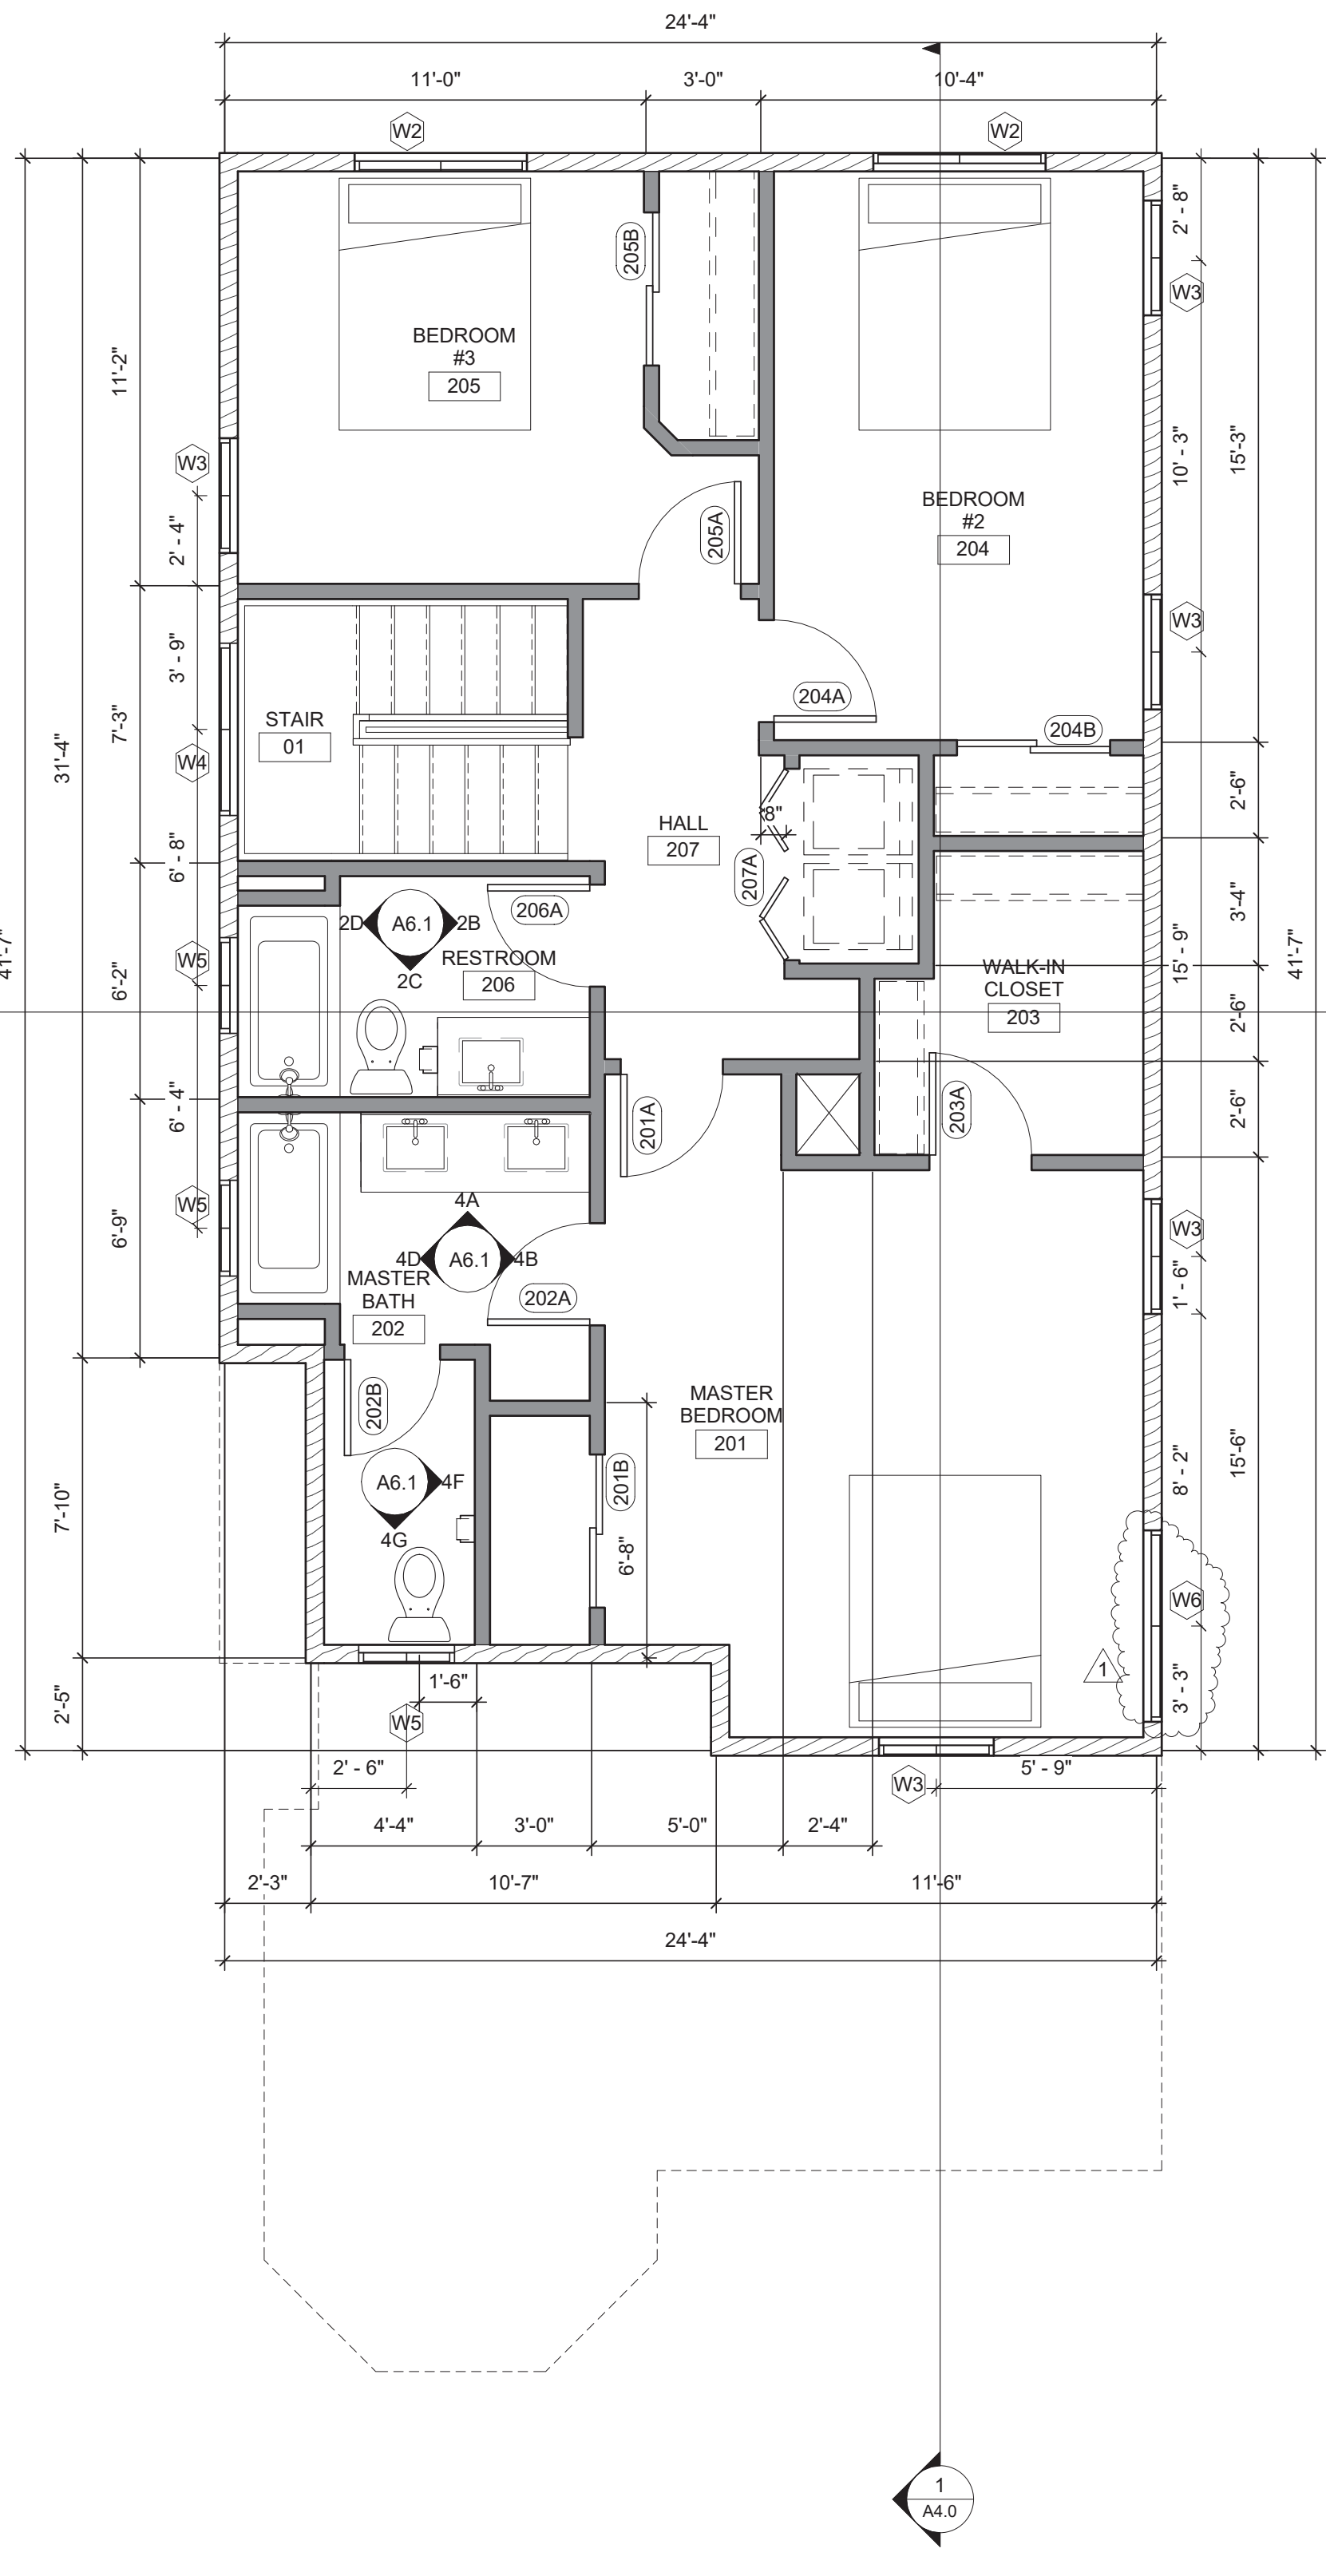 24'-4"
11'-0"
3'-0"
10'-4"
W2
W2
2' - 8"
205B
W3
BEDROOM
#3
205
11'-2"
15'-3"
10' - 3"
W3
BEDROOM
#2
204
205A
2' - 4"
W3
3' - 9"
204A
STAIR
01
7'-3"
204B
31'-4"
W4
2'-6"
8"
HALL
207
6' - 8"
207A
3'-4"
206A
2D
A6.1
2B
2C
RESTROOM
206
41'-7"
W5
6'-2"
WALK-IN
CLOSET
203
15' - 9"
41'-7"
2'-6"
6' - 4"
201A
203A
2'-6"
W5
4A
4D
A6.1
4B
6'-9"
W3
MASTER
BATH
202
202A
1' - 6"
202B
MASTER
BEDROOM
201
15'-6"
8' - 2"
A6.1
4F
4G
201B
7'-10"
6'-8"
W6
1
1'-6"
3' - 3"
2'-5"
W5
2' - 6"
W3
5' - 9"
4'-4"
3'-0"
5'-0"
2'-4"
2'-3"
10'-7"
11'-6"
24'-4"
1
A4.0